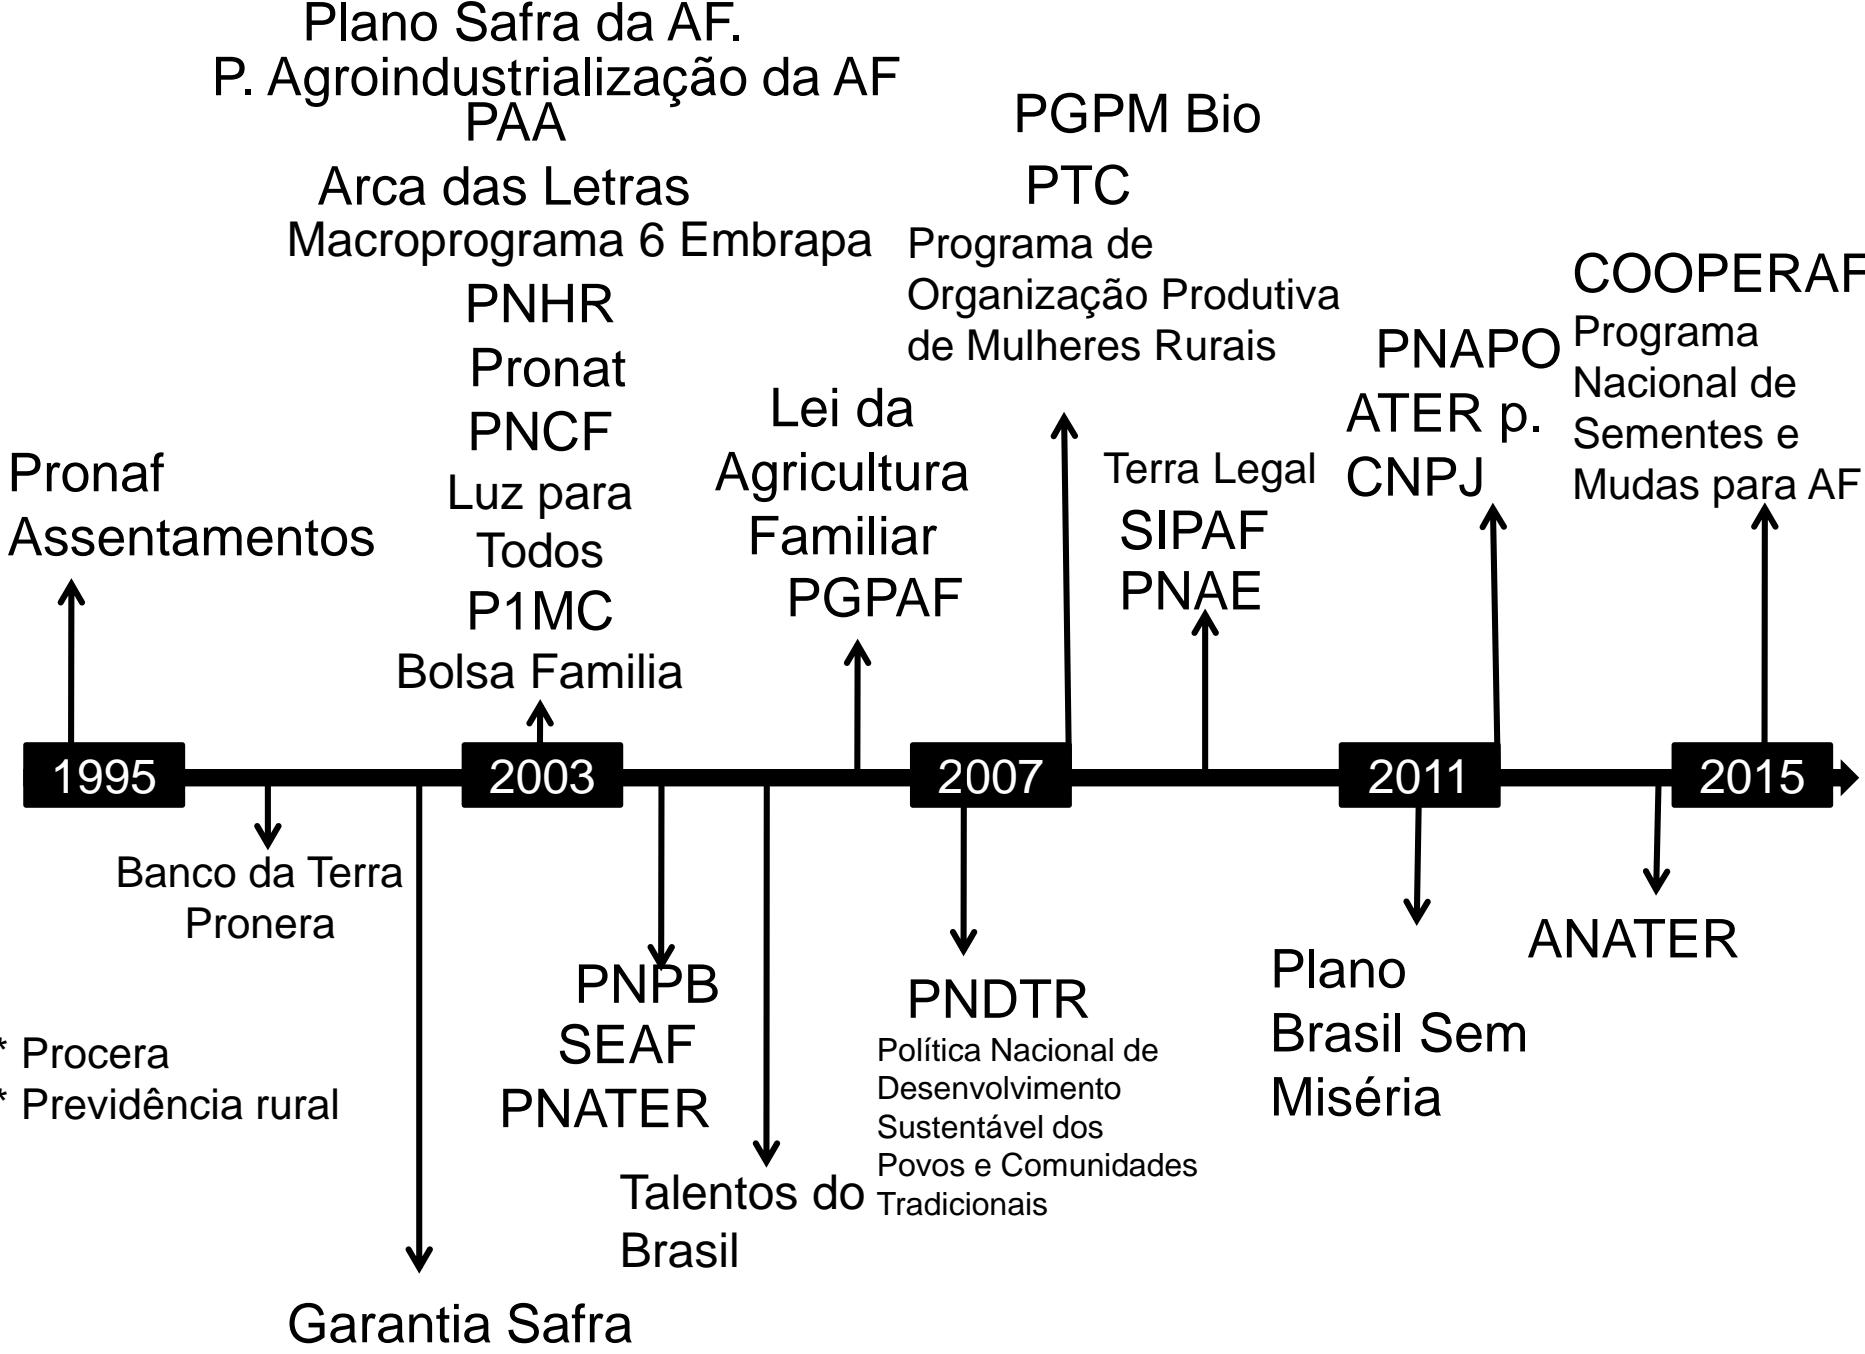 Plano Safra da AF.
P. Agroindustrialização da AF
PAA
Arca das Letras
Macroprograma 6 Embrapa
PNHR
Pronat
PNCF
Luz para
Todos
P1MC
Bolsa Familia
PGPM Bio
PTC
Programa de
Organização Produtiva
de Mulheres Rurais
COOPERAF
Programa
Nacional de
Sementes e
Mudas para AF
PNAPO
ATER p.
CNPJ
Lei da
Agricultura
Familiar
PGPAF
Terra Legal
SIPAF
PNAE
Pronaf
Assentamentos
1995
2003
2007
2011
2015
Banco da Terra
Pronera
* Procera
* Previdência rural
Garantia Safra
PNPB
SEAF
PNATER
Talentos do
Brasil
PNDTR
Política Nacional de
Desenvolvimento
Sustentável dos
Povos e Comunidades
Tradicionais
Plano
Brasil Sem
Miséria
ANATER